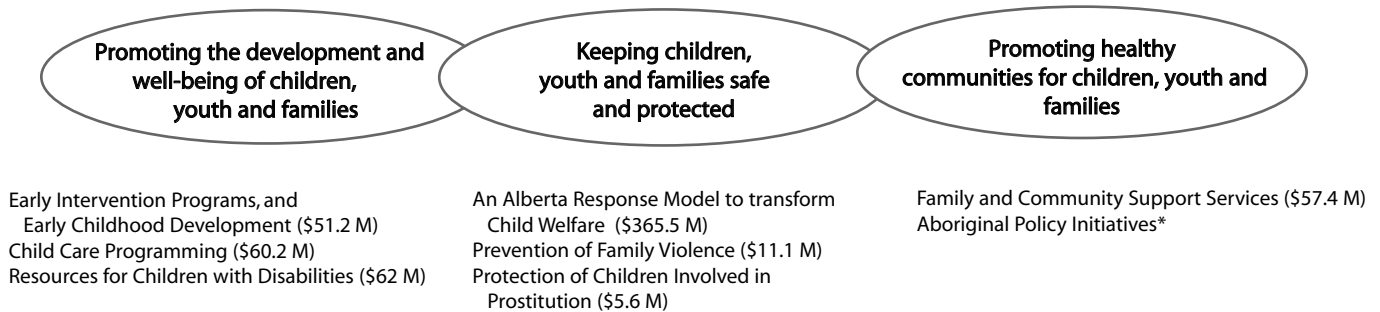 Promoting the development and
well-being of children,
youth and families
Keeping children,
youth and families safe
and protected
Promoting healthy
communities for children, youth and
families
Early Intervention Programs, and
Early Childhood Development ($51.2 M)
Child Care Programming ($60.2 M)
Resources for Children with Disabilities ($62 M)
An Alberta Response Model to transform
Child Welfare ($365.5 M)
Prevention of Family Violence ($11.1 M)
Protection of Children Involved in
Prostitution ($5.6 M)
Family and Community Support Services ($57.4 M)
Aboriginal Policy Initiatives*